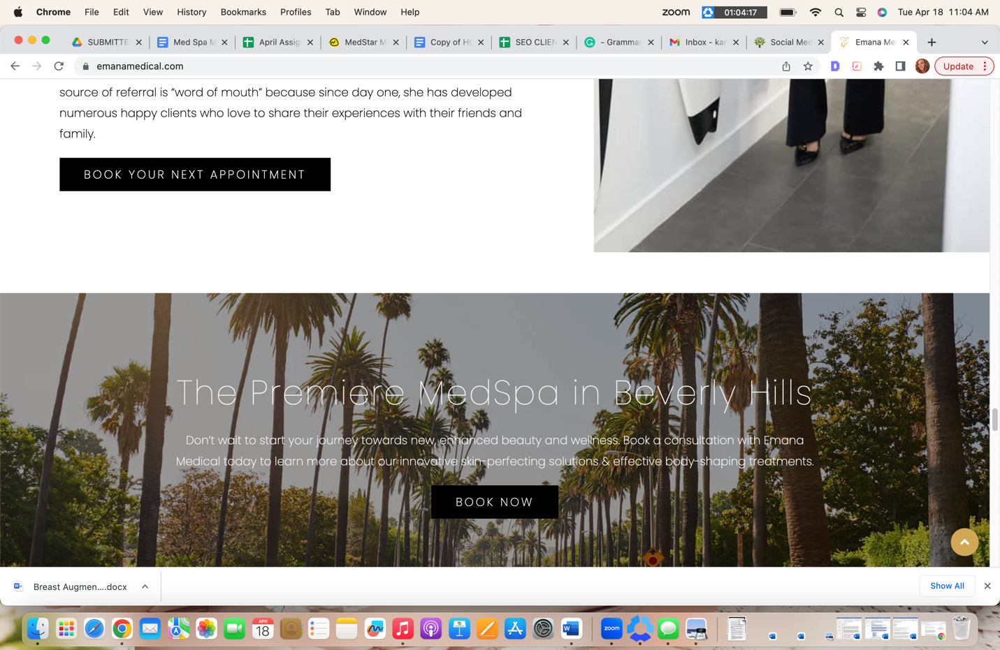 Chrome File Edit View History Bookmarks Profiles Tab Window Help zoom 01:04:17 Tue Apr 18 11:04 AM
SUBMITTE Med Spa M April Assig MedStar M Copy of HC SEO CLIEN - Grammar Inbox - kar Social Med Emana Me
emanamedical.com Update
source of referral is “word of mouth” because since day one, she has developed
numerous happy clients who love to share their experiences with their friends and
family.
BOOK YOUR NEXT APPOINTMENT
The Premiere MedSpa in Beverly Hills
Don't wait to start your journey towards new, enhanced beauty and wellness. Book a consultation with Emana
Medical today to learn more about our innovative skin-perfecting solutions & effective body-shaping treatments.
BOOK NOW
Breast Augmen....docx Show All
APR
18
zoom